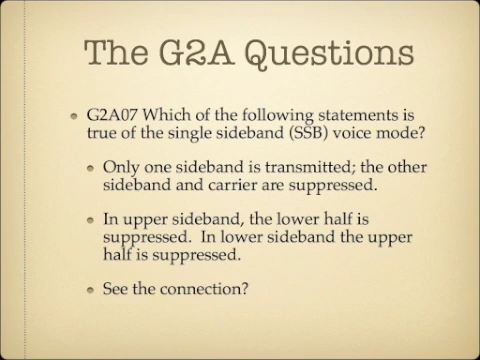 The G2A Questions
G2A07 Which of the following statements is
true of the single sideband (SSB) voice mode?
Only one sideband is transmitted; the other
sideband and carrier are suppressed.
In upper sideband, the lower half is
suppressed.  In lower sideband the upper
half is suppressed.
See the connection?